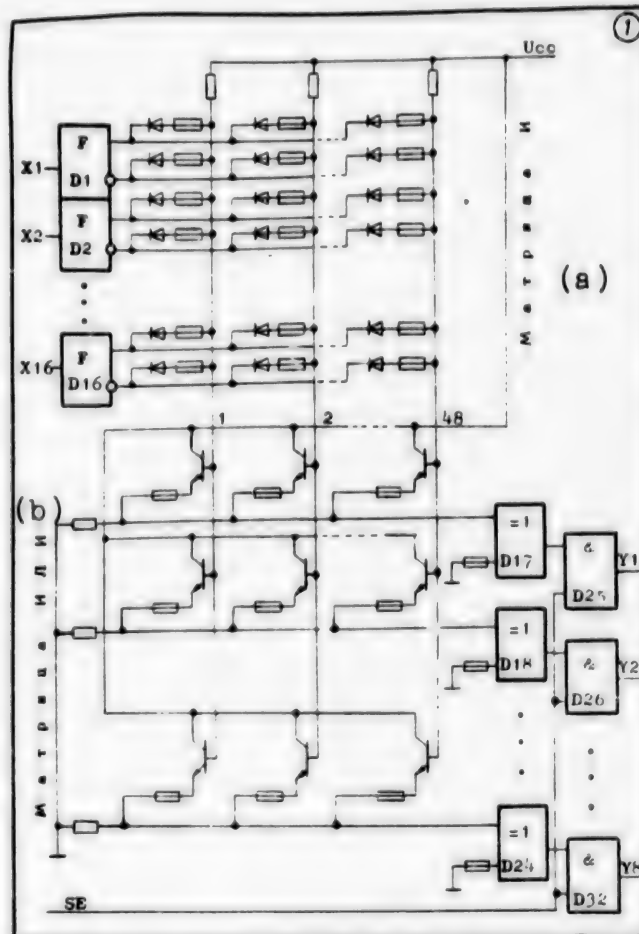 1
Ucc
X1 F D1
X2 F D2
X16 F D16
Матрица И
(a)
1 2 48
(b)
Матрица ИЛИ
=1 D17
& D25 Y1
=1 D18
& D26 Y2
=1 D24
& D32 Y8
SE